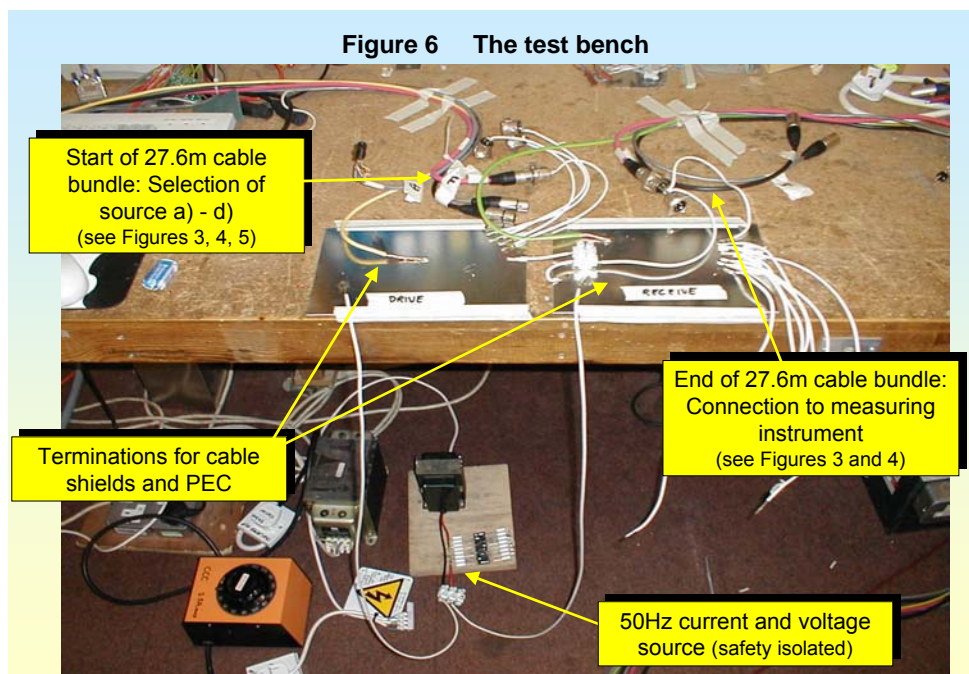 Figure 6 The test bench
Start of 27.6m cable
bundle: Selection of
source a) - d)
(see Figures 3, 4, 5)
DRIVE
RECEIVE
End of 27.6m cable bundle:
Connection to measuring
instrument
(see Figures 3 and 4)
Terminations for cable
shields and PEC
50Hz current and voltage
source (safety isolated)